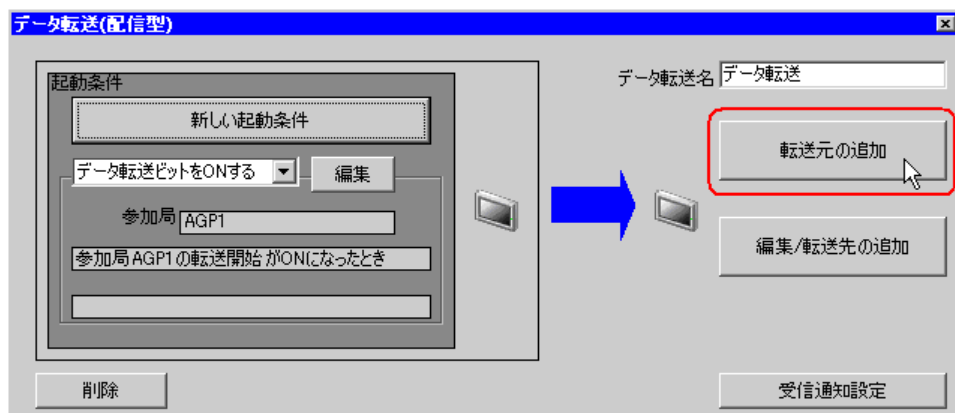 データ転送(配信型)
起動条件
新しい起動条件
データ転送ビットをONする
編集
参加局 AGP1
参加局 AGP1 の転送開始 がONになったとき
データ転送名 データ転送
転送元の追加
編集/転送先の追加
削除
受信通知設定